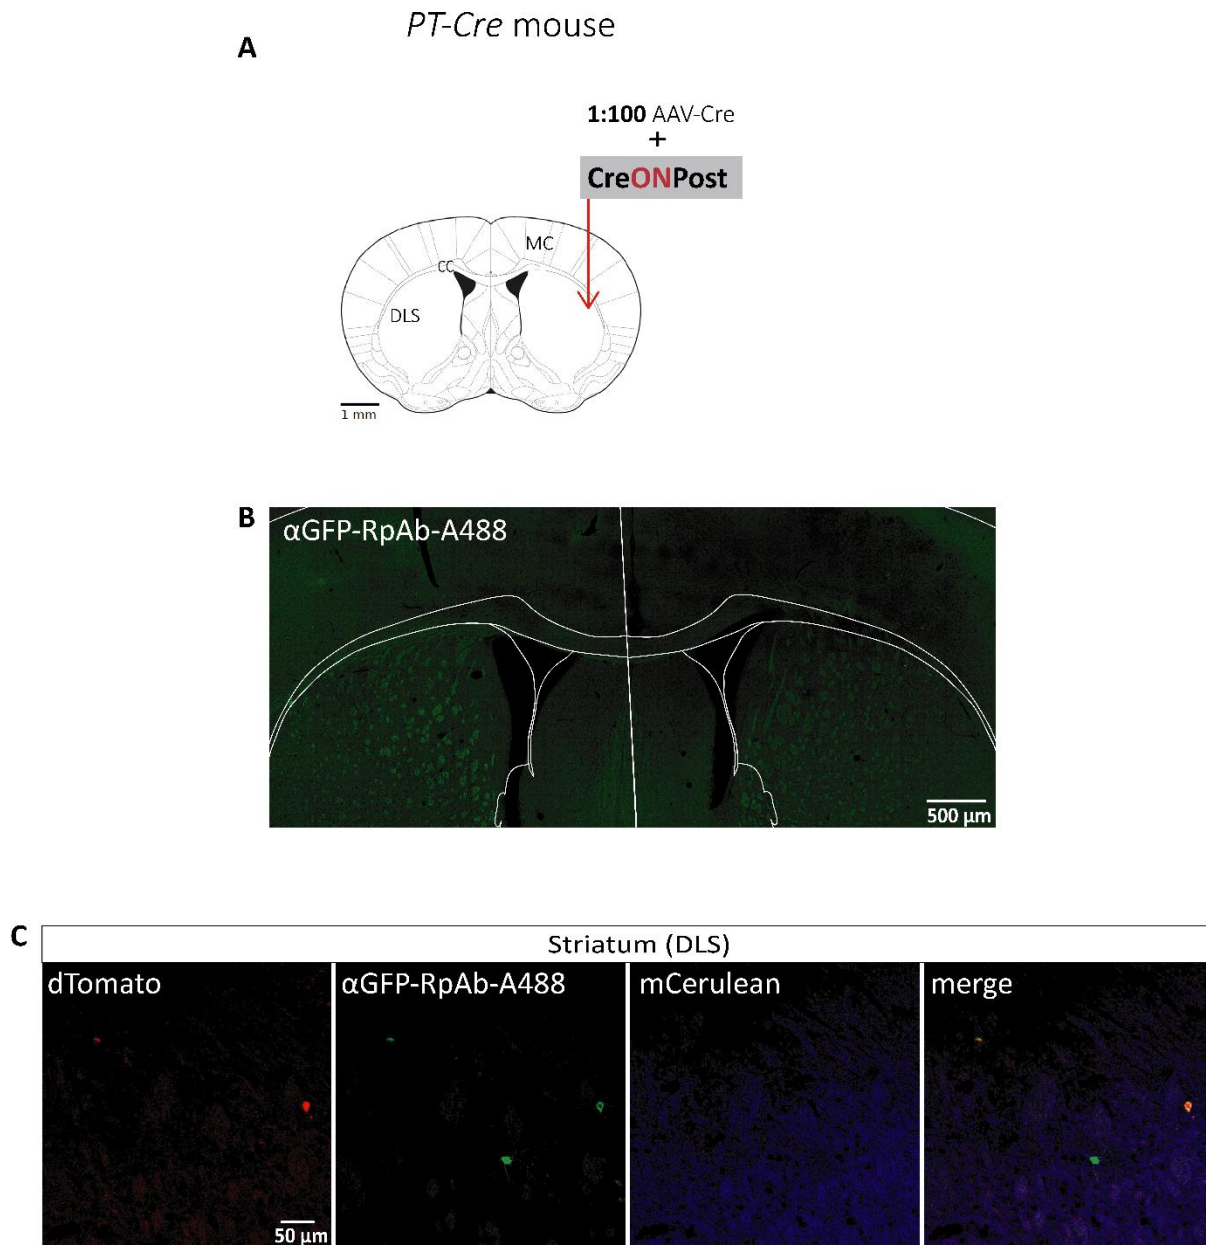 PT-Cre mouse
A
1:100 AAV-Cre
+
CreONPost
MC
CC
DLS
1 mm
B
αGFP-RpAb-A488
500 µm
C
Striatum (DLS)
dTomato
αGFP-RpAb-A488
mCerulean
merge
50 µm